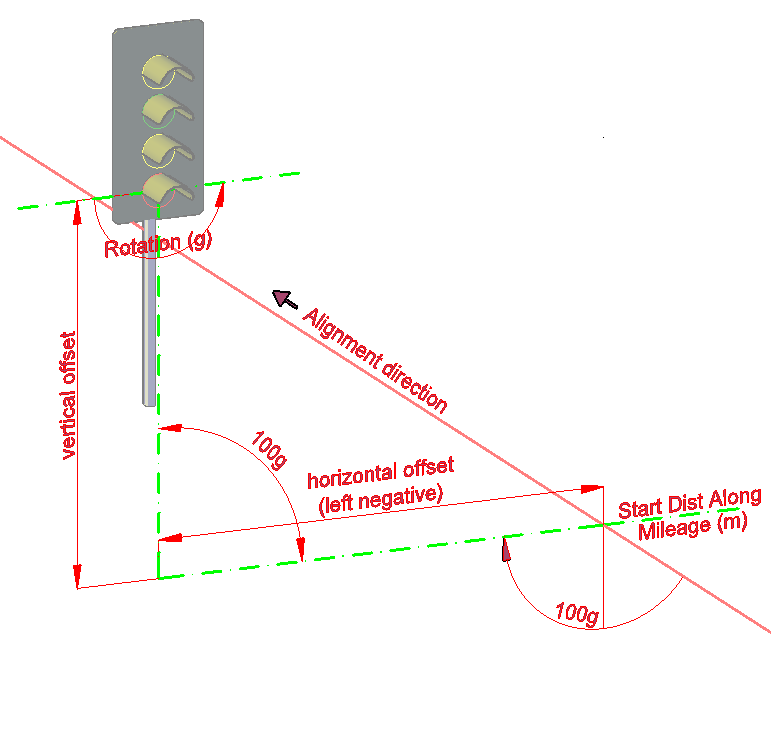 Rotation (g)
Alignment direction
vertical offset
100g
horizontal offset
(left negative)
Start Dist Along
Mileage (m)
100g